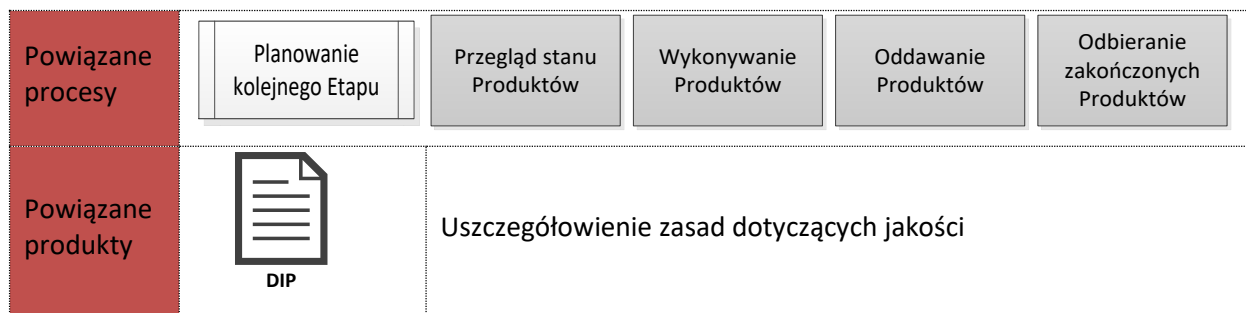 Powiązane
procesy
Planowanie
kolejnego Etapu
Przegląd stanu
Produktów
Wykonywanie
Produktów
Oddawanie
Produktów
Odbieranie
zakończonych
Produktów
Powiązane
produkty
DIP
Uszczegółowienie zasad dotyczących jakości